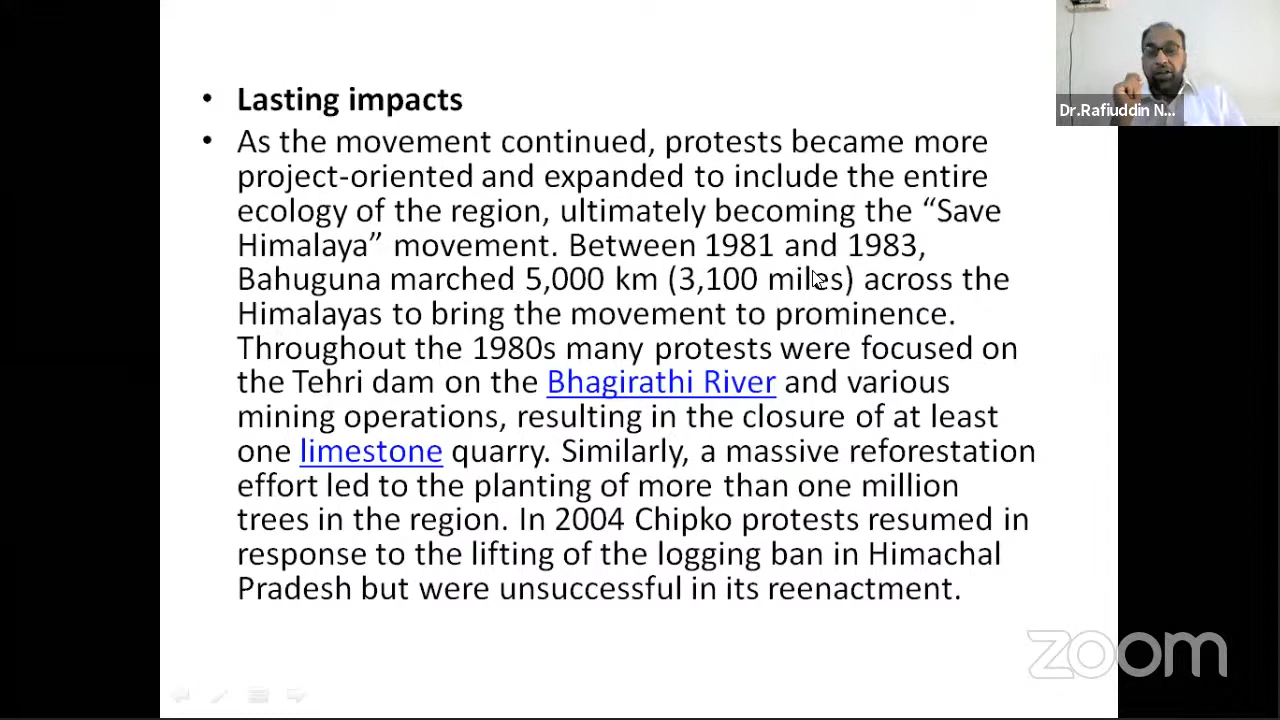 Lasting impacts
As the movement continued, protests became more
project-oriented and expanded to include the entire
ecology of the region, ultimately becoming the “Save
Himalaya” movement. Between 1981 and 1983,
Bahuguna marched 5,000 km (3,100 miles) across the
Himalayas to bring the movement to prominence.
Throughout the 1980s many protests were focused on
the Tehri dam on the Bhagirathi River and various
mining operations, resulting in the closure of at least
one limestone quarry. Similarly, a massive reforestation
effort led to the planting of more than one million
trees in the region. In 2004 Chipko protests resumed in
response to the lifting of the logging ban in Himachal
Pradesh but were unsuccessful in its reenactment.
Dr.Rafiuddin N...
zoom